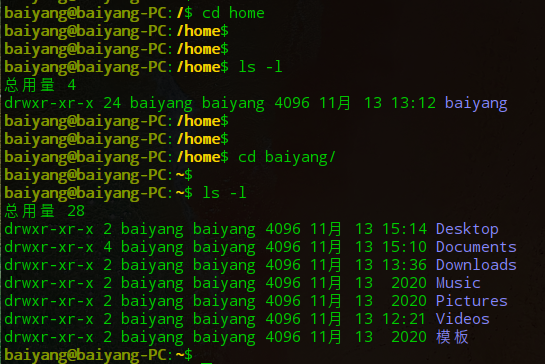 baiyang@baiyang-PC:/$ cd home
baiyang@baiyang-PC:/home$
baiyang@baiyang-PC:/home$
baiyang@baiyang-PC:/home$ ls -l
总用量 4
drwxr-xr-x 24 baiyang baiyang 4096 11月 13 13:12 baiyang
baiyang@baiyang-PC:/home$
baiyang@baiyang-PC:/home$
baiyang@baiyang-PC:/home$ cd baiyang/
baiyang@baiyang-PC:~$
baiyang@baiyang-PC:~$ ls -l
总用量 28
drwxr-xr-x 2 baiyang baiyang 4096 11月 13 15:14 Desktop
drwxr-xr-x 4 baiyang baiyang 4096 11月 13 15:10 Documents
drwxr-xr-x 2 baiyang baiyang 4096 11月 13 13:36 Downloads
drwxr-xr-x 2 baiyang baiyang 4096 11月 13  2020 Music
drwxr-xr-x 2 baiyang baiyang 4096 11月 13  2020 Pictures
drwxr-xr-x 2 baiyang baiyang 4096 11月 13 12:21 Videos
drwxr-xr-x 2 baiyang baiyang 4096 11月 13  2020 模板
baiyang@baiyang-PC:~$